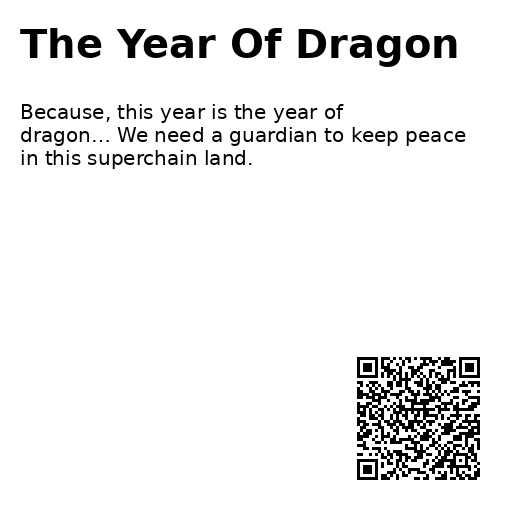 The Year Of Dragon
Because, this year is the year of
dragon... We need a guardian to keep peace
in this superchain land.